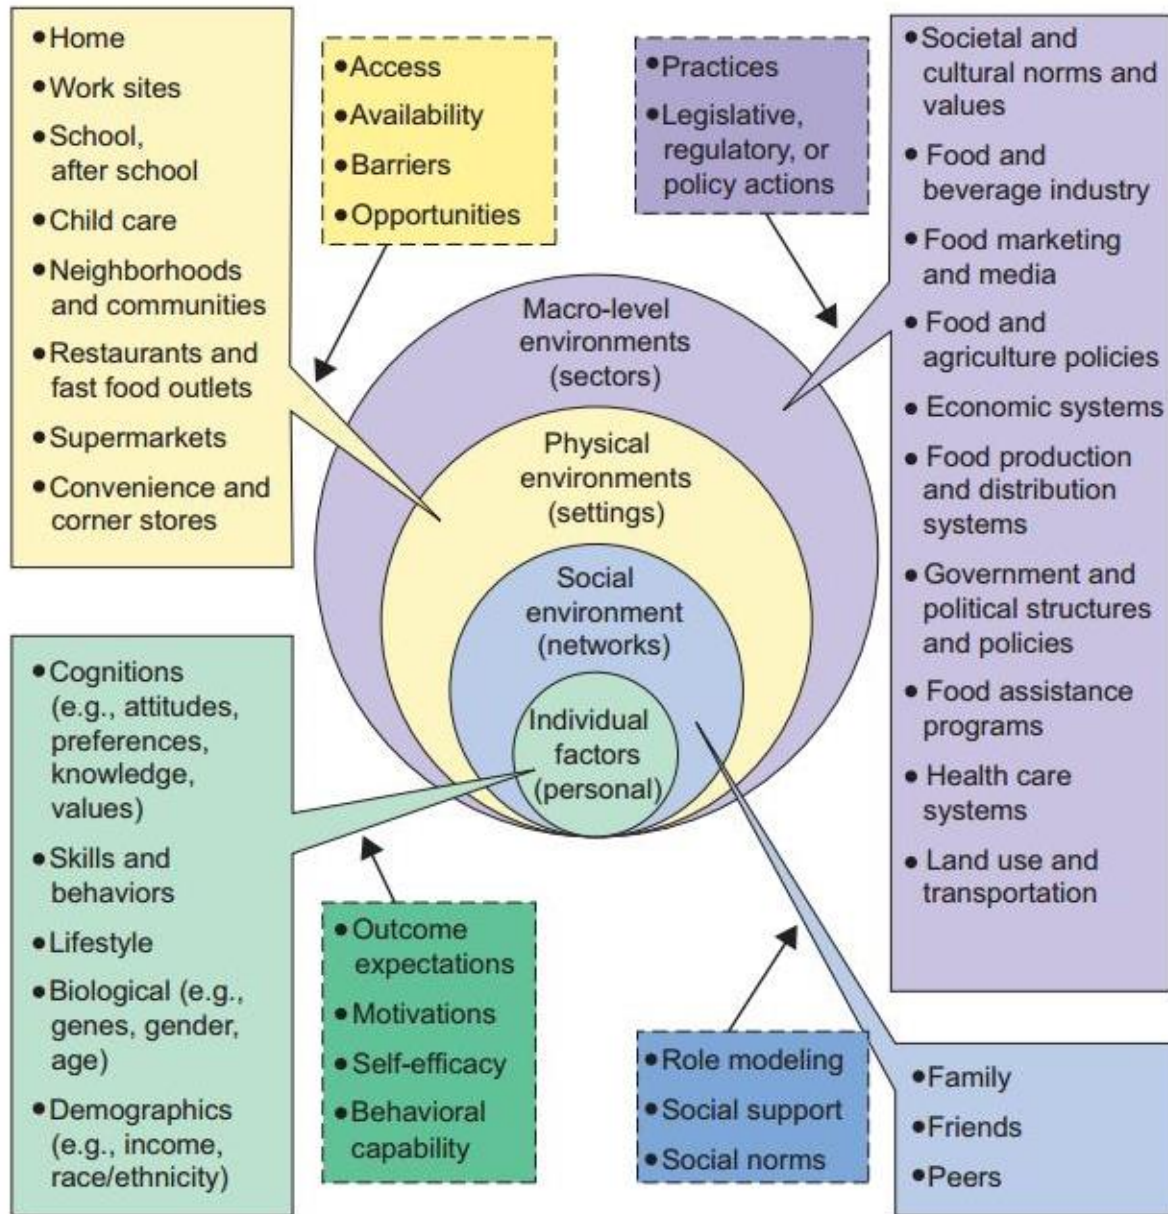 • Home
• Work sites
• School,
after school
• Child care
• Neighborhoods
and communities
• Restaurants and
fast food outlets
• Supermarkets
• Convenience and
corner stores
• Access
• Availability
• Barriers
• Opportunities
• Practices
• Legislative,
regulatory, or
policy actions
• Societal and
cultural norms and
values
• Food and
beverage industry
• Food marketing
and media
• Food and
agriculture policies
• Economic systems
• Food production
and distribution
systems
• Government and
political structures
and policies
• Food assistance
programs
• Health care
systems
• Land use and
transportation
Macro-level
environments
(sectors)
Physical
environments
(settings)
Social
environment
(networks)
Individual
factors
(personal)
• Cognitions
(e.g., attitudes,
preferences,
knowledge,
values)
• Skills and
behaviors
• Lifestyle
• Biological (e.g.,
genes, gender,
age)
• Demographics
(e.g., income,
race/ethnicity)
• Outcome
expectations
• Motivations
• Self-efficacy
• Behavioral
capability
• Role modeling
• Social support
• Social norms
• Family
• Friends
• Peers